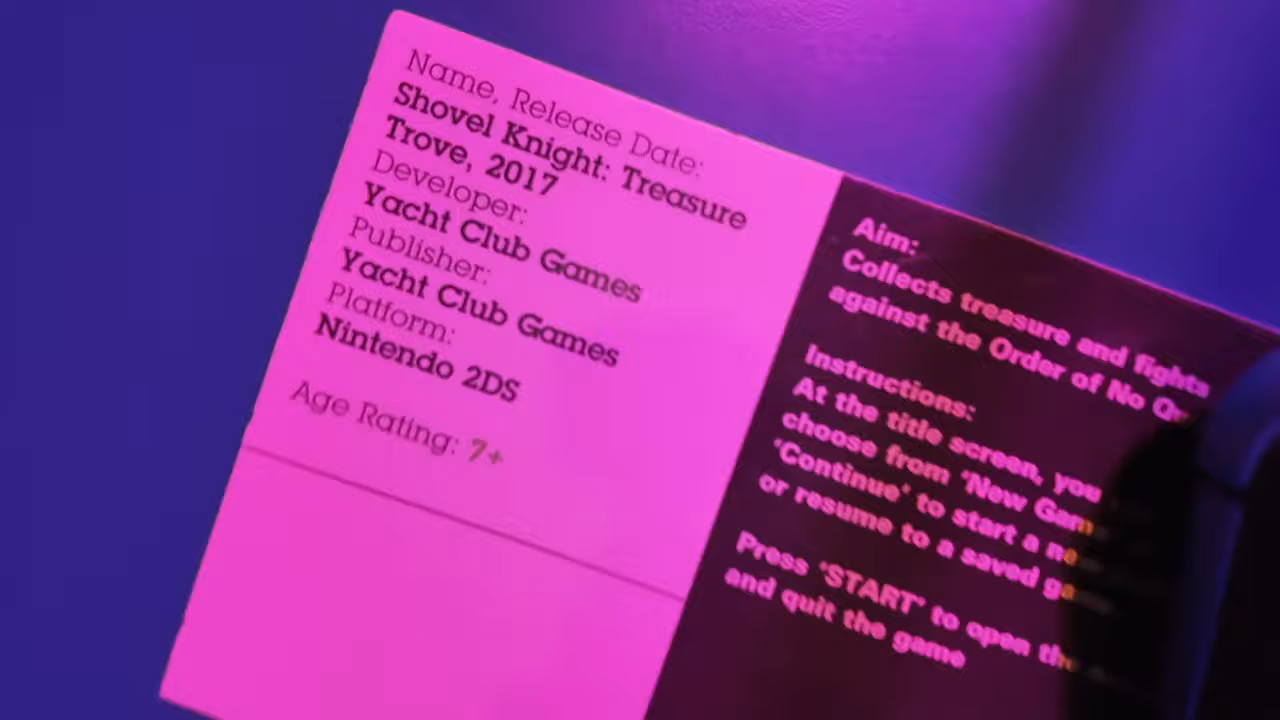 Name, Release Date:
Shovel Knight: Treasure
Trove, 2017
Developer:
Yacht Club Games
Publisher:
Yacht Club Games
Platform:
Nintendo 2DS
Age Rating: 7+
Aim:
Collects treasure and fights
against the Order of No
Instructions:
At the title screen, you
choose from 'New
'Continue' to start a
or resume to a saved
Press 'START' to open
and quit the game